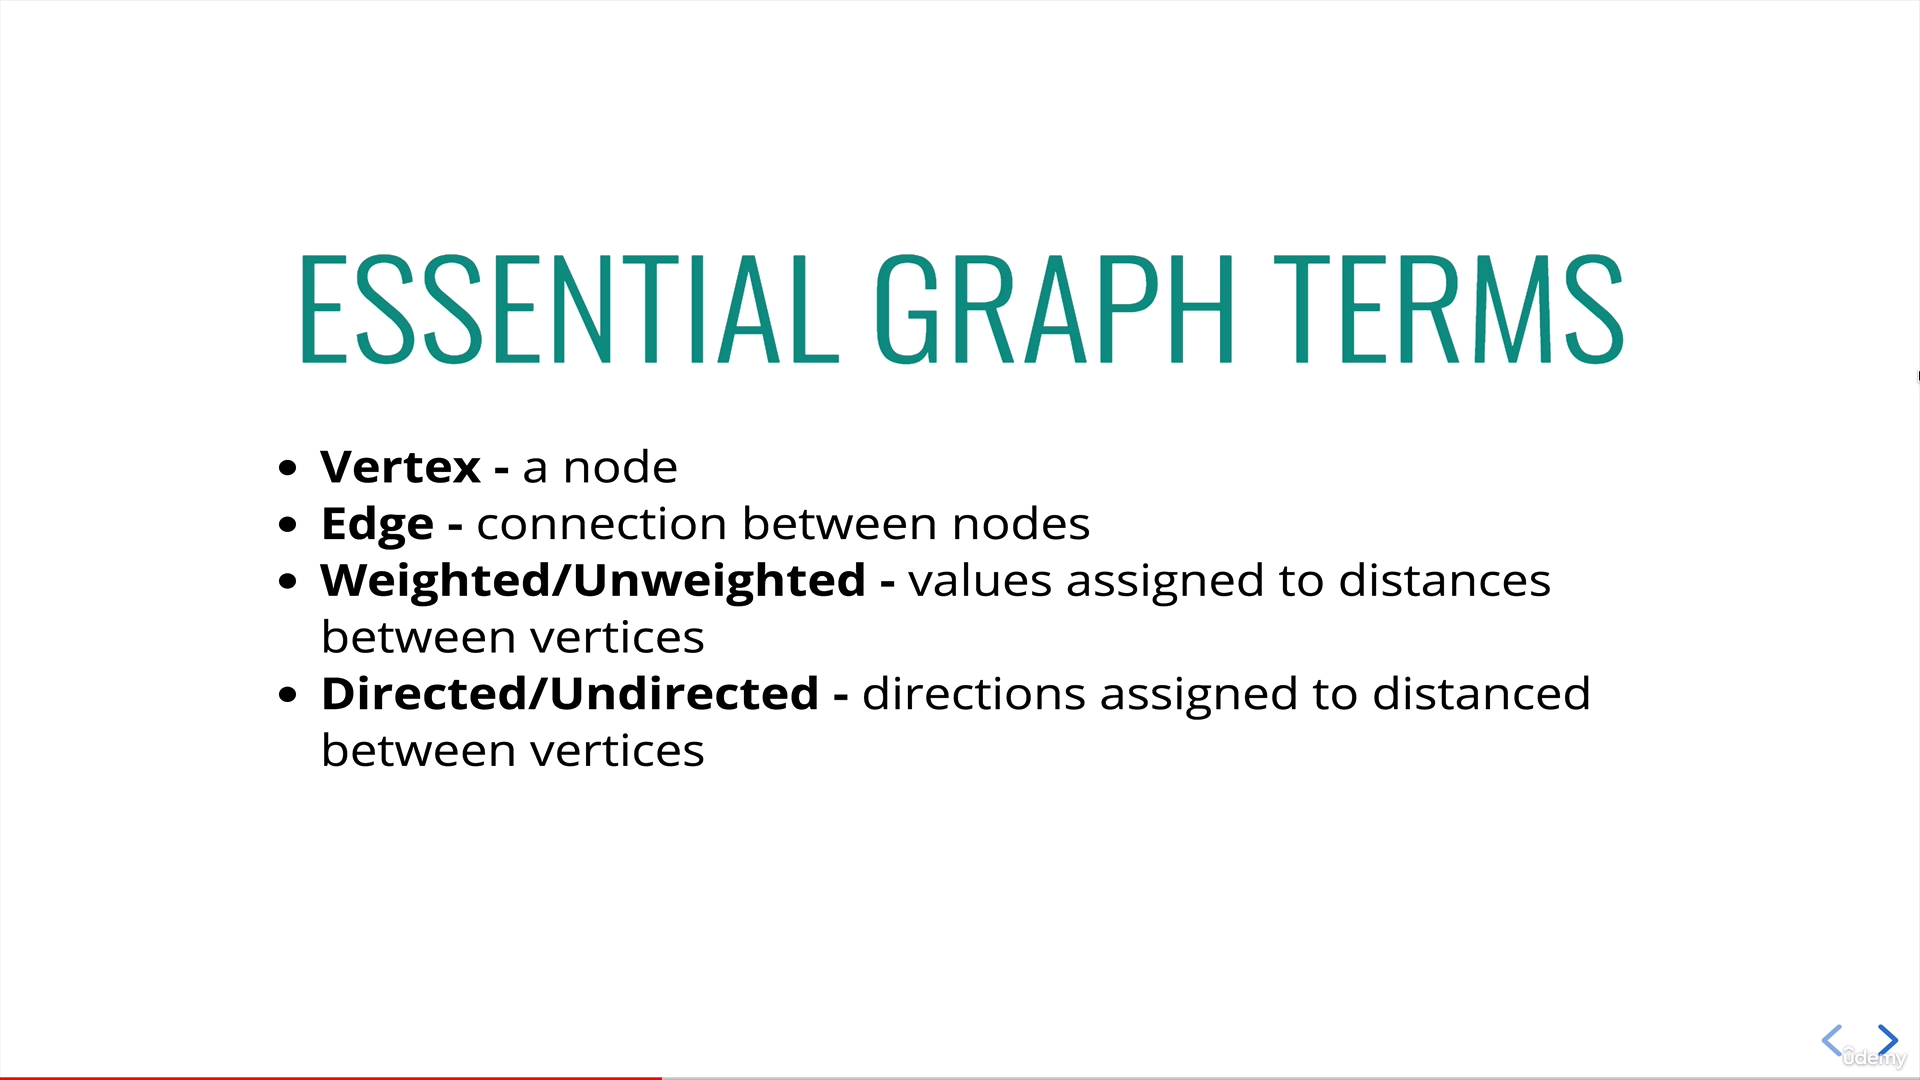 ESSENTIAL GRAPH TERMS
• Vertex - a node
• Edge - connection between nodes
• Weighted/Unweighted - values assigned to distances
between vertices
• Directed/Undirected - directions assigned to distanced
between vertices
ûdemy